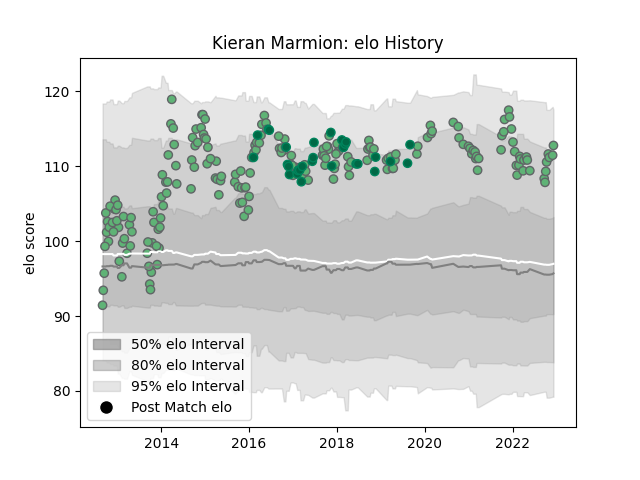 Kieran Marmion: elo History
120
110
100
90
80
elo score
50% elo Interval
80% elo Interval
95% elo Interval
Post Match elo
2014 2016 2018 2020 2022